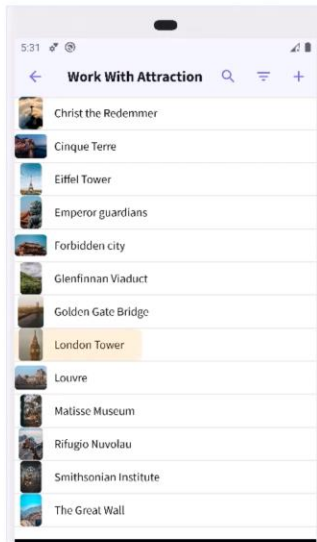 5:31
Work With Attraction
Christ the Redemmer
Cinque Terre
Eiffel Tower
Emperor guardians
Forbidden city
Glenfinnan Viaduct
Golden Gate Bridge
London Tower
Louvre
Matisse Museum
Rifugio Nuvolau
Smithsonian Institute
The Great Wall